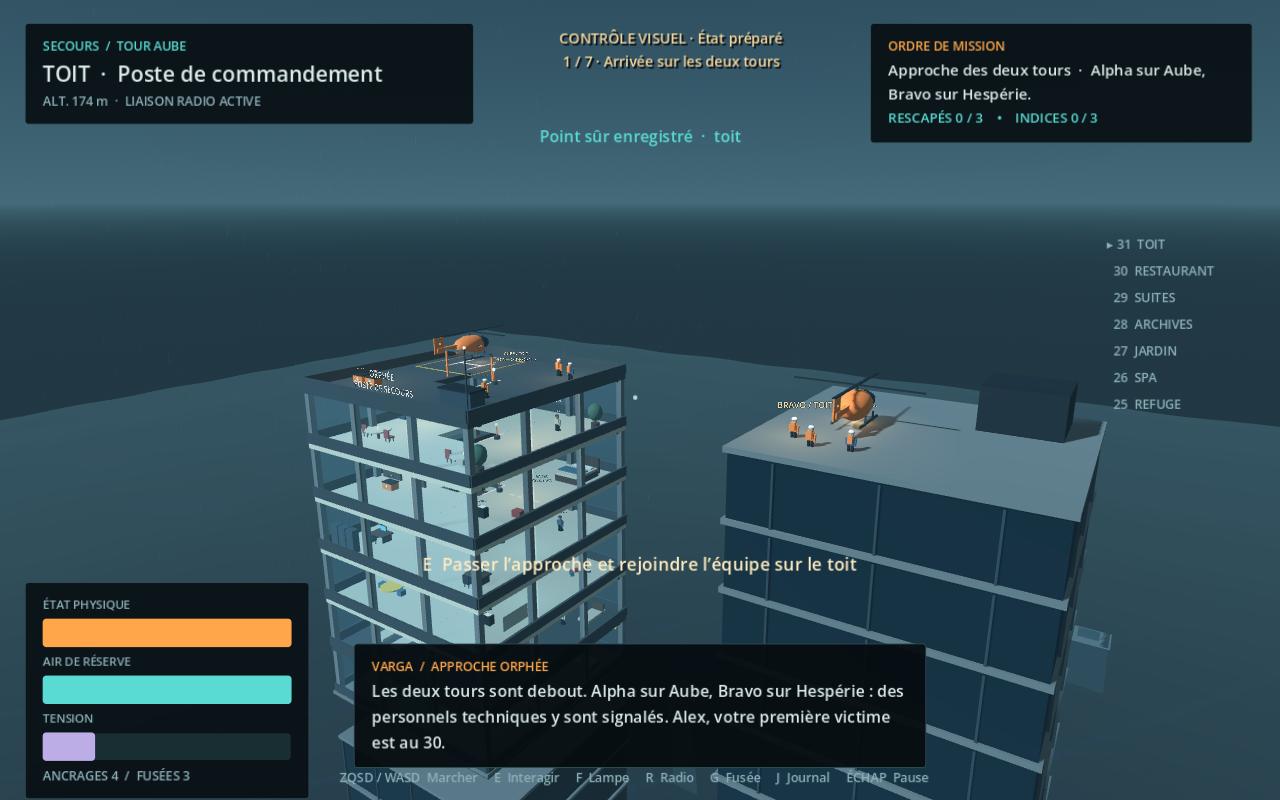 SECOURS / TOUR AUBE
TOIT · Poste de commandement
ALT. 174 m · LIAISON RADIO ACTIVE
CONTRÔLE VISUEL · État préparé
1 / 7 · Arrivée sur les deux tours
Point sûr enregistré · toit
ORDRE DE MISSION
Approche des deux tours · Alpha sur Aube,
Bravo sur Hespérie.
RESCAPÉS 0 / 3 • INDICES 0 / 3
▸ 31 TOIT
30 RESTAURANT
29 SUITES
28 ARCHIVES
27 JARDIN
26 SPA
25 REFUGE
ORPHÉE
BRAVO / TOIT
E Passer l’approche et rejoindre l’équipe sur le toit
ÉTAT PHYSIQUE
AIR DE RÉSERVE
TENSION
ANCRAGES 4 / FUSÉES 3
VARGA / APPROCHE ORPHÉE
Les deux tours sont debout. Alpha sur Aube, Bravo sur Hespérie : des
personnels techniques y sont signalés. Alex, votre première victime
est au 30.
ZQSD / WASD Marcher E Interagir F Lampe R Radio G Fusée J Journal ÉCHAP Pause